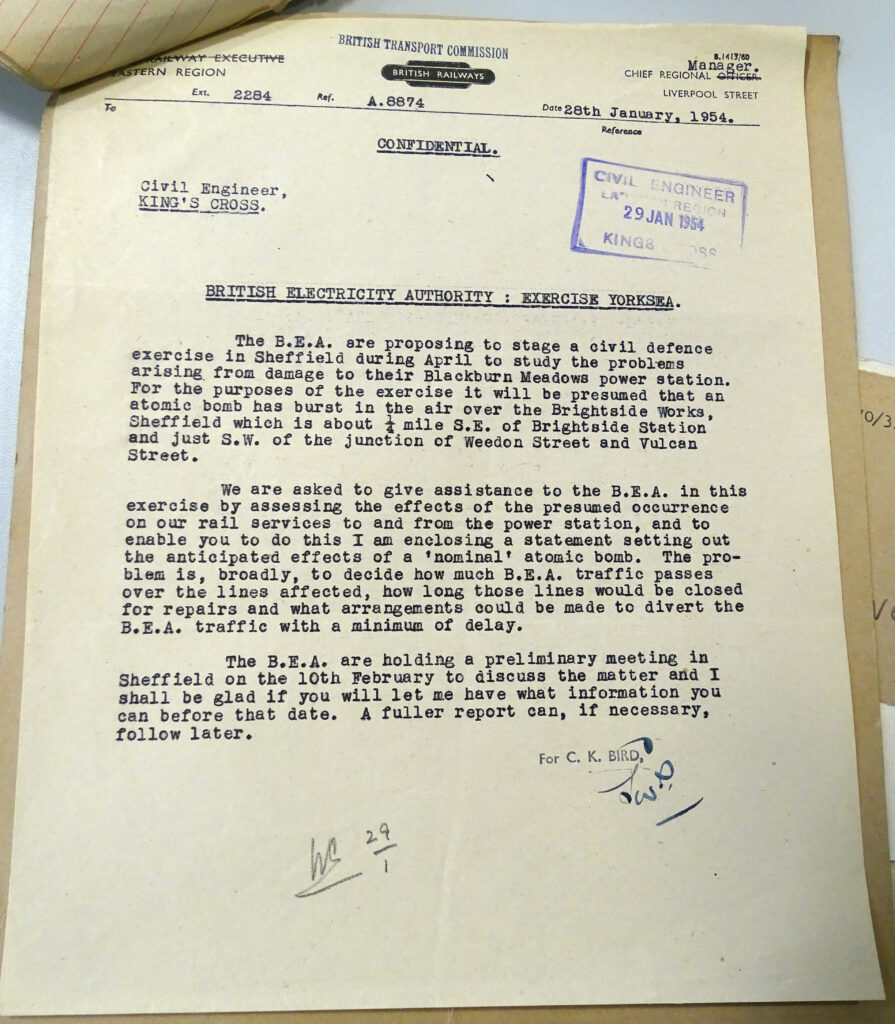 BRITISH TRANSPORT COMMISSION
RAILWAY EXECUTIVE
EASTERN REGION
BRITISH RAILWAYS
B.1413/60
Manager.
CHIEF REGIONAL OFFICER
LIVERPOOL STREET
Ext. 2284 Ref. A.8874 Date 28th January, 1954.
To
Reference
CONFIDENTIAL.
Civil Engineer,
KING'S CROSS.
CIVIL ENGINEER
REGION
29 JAN 1954
KINGS
BRITISH ELECTRICITY AUTHORITY : EXERCISE YORKSEA.
The B.E.A. are proposing to stage a civil defence
exercise in Sheffield during April to study the problems
arising from damage to their Blackburn Meadows power station.
For the purposes of the exercise it will be presumed that an
atomic bomb has burst in the air over the Brightside Works,
Sheffield which is about ¼ mile S.E. of Brightside Station
and just S.W. of the junction of Weedon Street and Vulcan
Street.
We are asked to give assistance to the B.E.A. in this
exercise by assessing the effects of the presumed occurrence
on our rail services to and from the power station, and to
enable you to do this I am enclosing a statement setting out
the anticipated effects of a 'nominal' atomic bomb. The pro-
blem is, broadly, to decide how much B.E.A. traffic passes
over the lines affected, how long those lines would be closed
for repairs and what arrangements could be made to divert the
B.E.A. traffic with a minimum of delay.
The B.E.A. are holding a preliminary meeting in
Sheffield on the 10th February to discuss the matter and I
shall be glad if you will let me have what information you
can before that date. A fuller report can, if necessary,
follow later.
For C. K. BIRD,
29
1